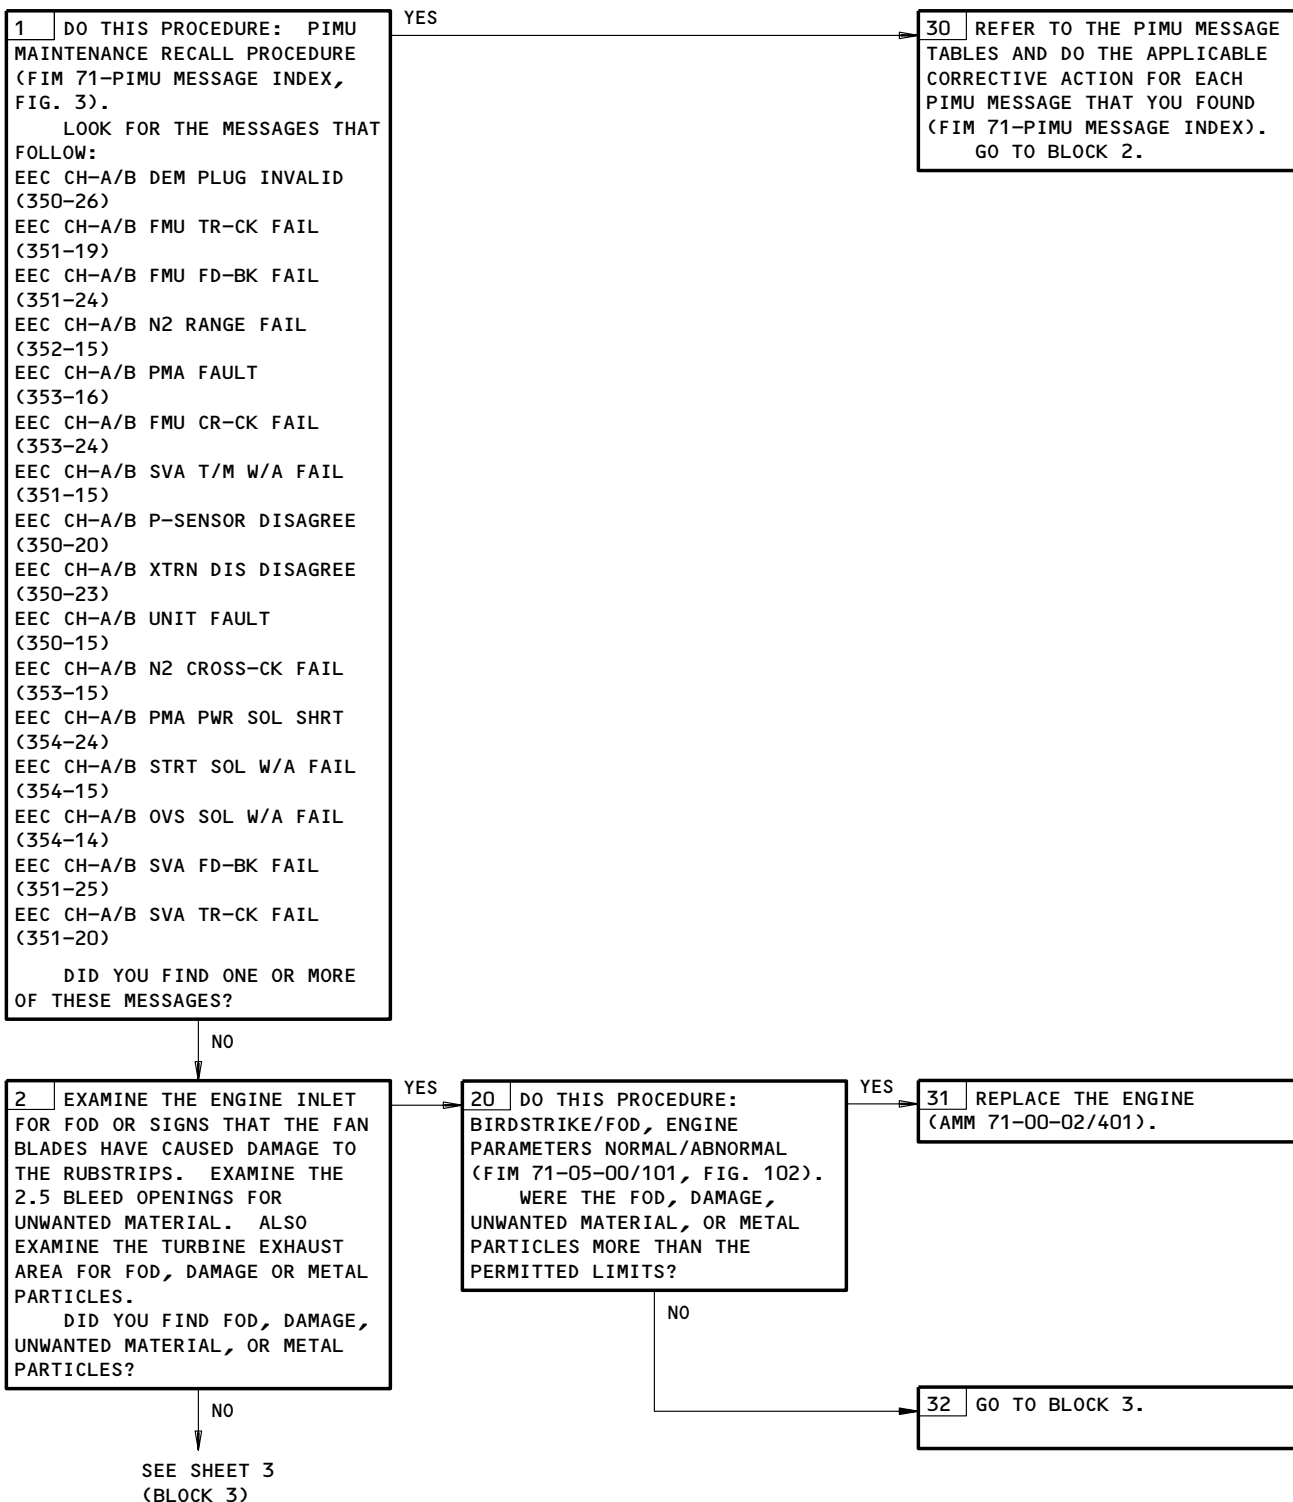 1 DO THIS PROCEDURE: PIMU
MAINTENANCE RECALL PROCEDURE
(FIM 71-PIMU MESSAGE INDEX,
FIG. 3).
LOOK FOR THE MESSAGES THAT
FOLLOW:
EEC CH-A/B DEM PLUG INVALID
(350-26)
EEC CH-A/B FMU TR-CK FAIL
(351-19)
EEC CH-A/B FMU FD-BK FAIL
(351-24)
EEC CH-A/B N2 RANGE FAIL
(352-15)
EEC CH-A/B PMA FAULT
(353-16)
EEC CH-A/B FMU CR-CK FAIL
(353-24)
EEC CH-A/B SVA T/M W/A FAIL
(351-15)
EEC CH-A/B P-SENSOR DISAGREE
(350-20)
EEC CH-A/B XTRN DIS DISAGREE
(350-23)
EEC CH-A/B UNIT FAULT
(350-15)
EEC CH-A/B N2 CROSS-CK FAIL
(353-15)
EEC CH-A/B PMA PWR SOL SHRT
(354-24)
EEC CH-A/B STRT SOL W/A FAIL
(354-15)
EEC CH-A/B OVS SOL W/A FAIL
(354-14)
EEC CH-A/B SVA FD-BK FAIL
(351-25)
EEC CH-A/B SVA TR-CK FAIL
(351-20)
DID YOU FIND ONE OR MORE
OF THESE MESSAGES?
YES
30 REFER TO THE PIMU MESSAGE
TABLES AND DO THE APPLICABLE
CORRECTIVE ACTION FOR EACH
PIMU MESSAGE THAT YOU FOUND
(FIM 71-PIMU MESSAGE INDEX).
GO TO BLOCK 2.
NO
2 EXAMINE THE ENGINE INLET
FOR FOD OR SIGNS THAT THE FAN
BLADES HAVE CAUSED DAMAGE TO
THE RUBSTRIPS. EXAMINE THE
2.5 BLEED OPENINGS FOR
UNWANTED MATERIAL. ALSO
EXAMINE THE TURBINE EXHAUST
AREA FOR FOD, DAMAGE OR METAL
PARTICLES.
DID YOU FIND FOD, DAMAGE,
UNWANTED MATERIAL, OR METAL
PARTICLES?
YES
20 DO THIS PROCEDURE:
BIRDSTRIKE/FOD, ENGINE
PARAMETERS NORMAL/ABNORMAL
(FIM 71-05-00/101, FIG. 102).
WERE THE FOD, DAMAGE,
UNWANTED MATERIAL, OR METAL
PARTICLES MORE THAN THE
PERMITTED LIMITS?
YES
31 REPLACE THE ENGINE
(AMM 71-00-02/401).
NO
32 GO TO BLOCK 3.
NO
SEE SHEET 3
(BLOCK 3)